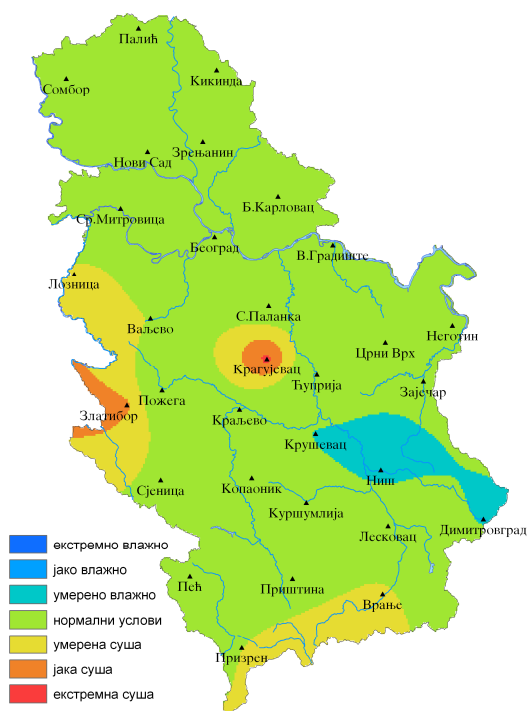 Палић
Кикинда
Сомбор
Зрењанин
Нови Сад
Б.Карловац
Ср.Митровица
Београд
В.Градиште
Лозница
С.Паланка
Ваљево
Неготин
Црни Врх
Крагујевац
Ћуприја
Зајечар
Пожега
Златибор
Краљево
Крушевац
Ниш
Сјеница
Копаоник
Куршумлија
Димитровград
Лесковац
екстремно влажно
јако влажно
Пећ
Приштина
умерено влажно
Врање
нормални услови
умерена суша
Призрен
јака суша
екстремна суша